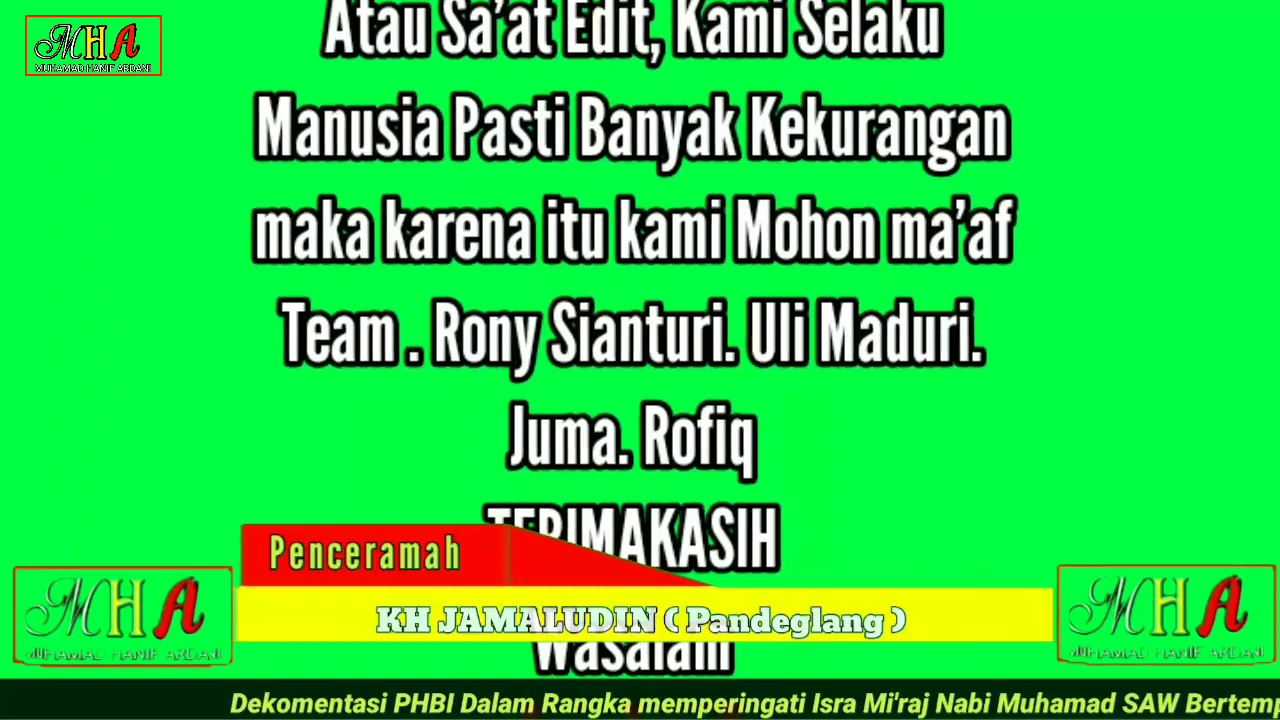 MHA
MUHAMAD HANIF ARDANI
Atau Sa'at Edit, Kami Selaku
Manusia Pasti Banyak Kekurangan
maka karena itu kami Mohon ma'af
Team . Rony Sianturi. Uli Maduri.
Juma. Rofiq
TERIMAKASIH
Penceramah
KH JAMALUDIN ( Pandeglang )
Wasalam
MHA
MUHAMAD HANIF ARDANI
MHA
MUHAMAD HANIF ARDANI
Dekomentasi PHBI Dalam Rangka memperingati Isra Mi'raj Nabi Muhamad SAW Bertemp